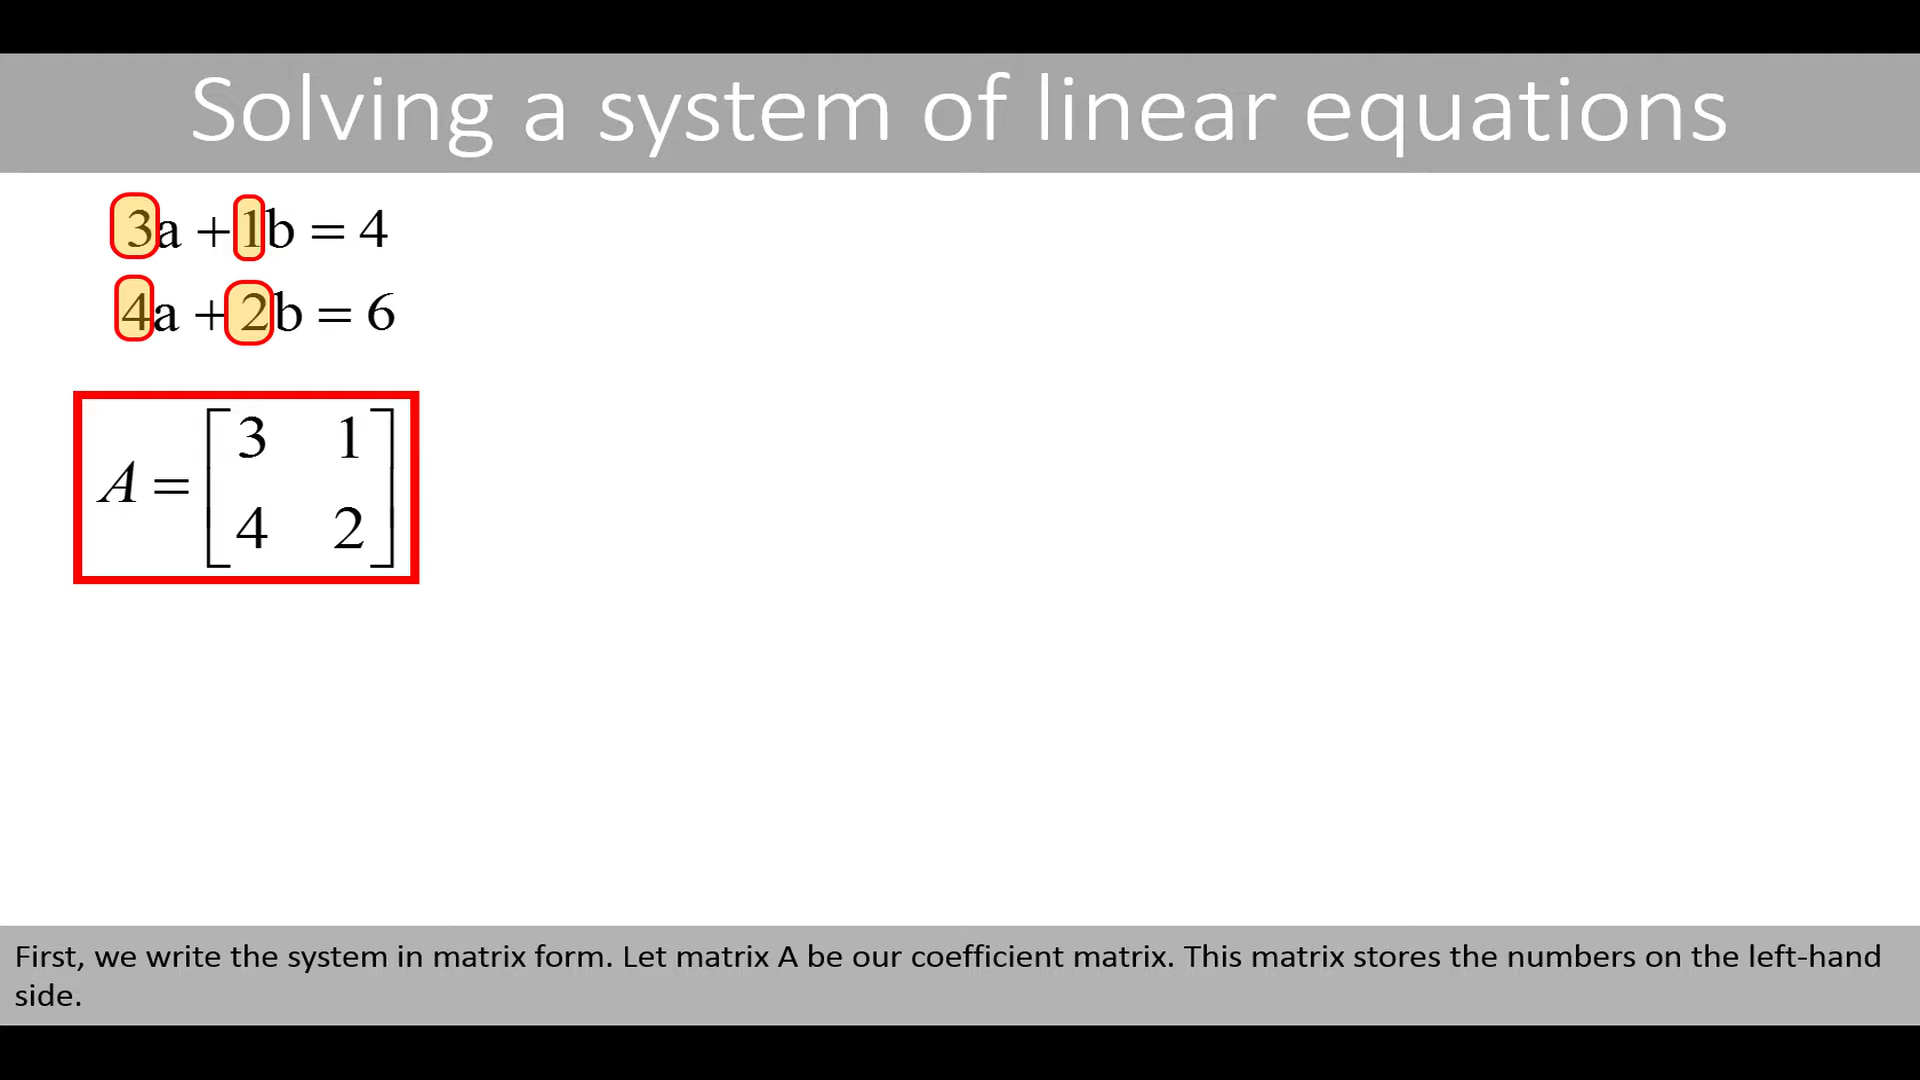 Solving a system of linear equations
3a + 1b = 4
4a + 2b = 6
A = [3 1
4 2]
First, we write the system in matrix form. Let matrix A be our coefficient matrix. This matrix stores the numbers on the left-hand
side.